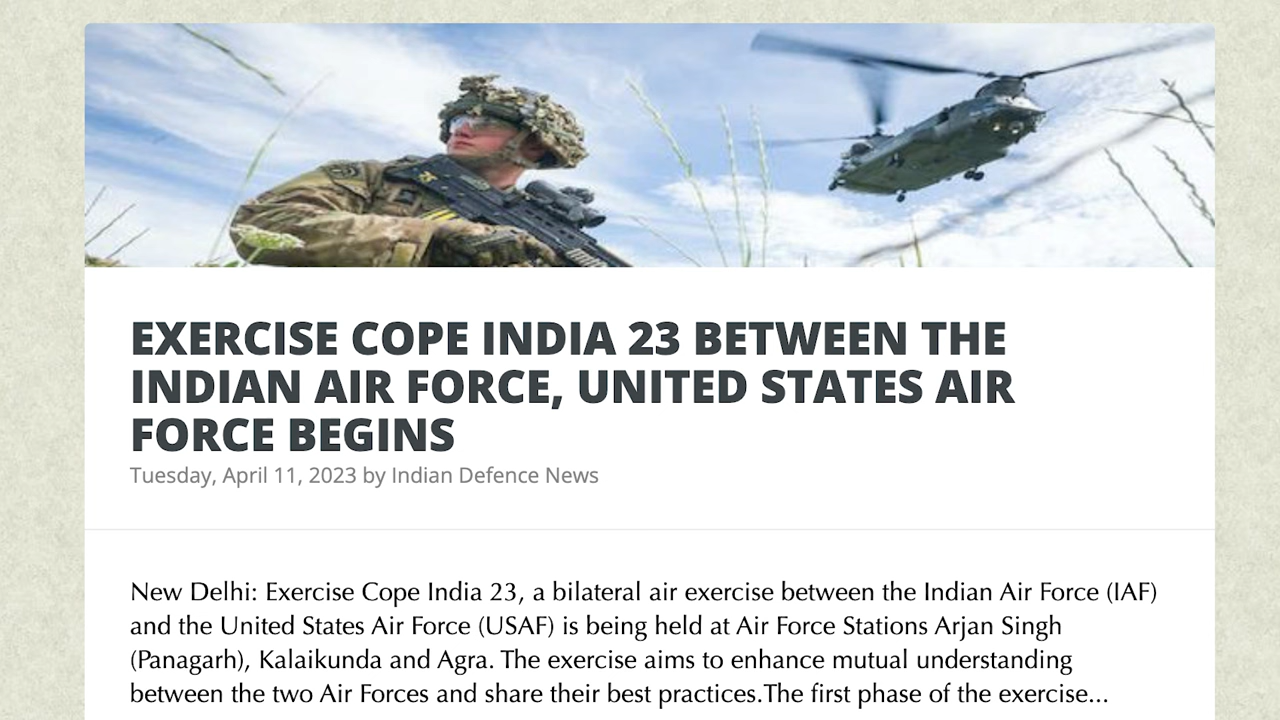 EXERCISE COPE INDIA 23 BETWEEN THE
INDIAN AIR FORCE, UNITED STATES AIR
FORCE BEGINS
Tuesday, April 11, 2023 by Indian Defence News
New Delhi: Exercise Cope India 23, a bilateral air exercise between the Indian Air Force (IAF)
and the United States Air Force (USAF) is being held at Air Force Stations Arjan Singh
(Panagarh), Kalaikunda and Agra. The exercise aims to enhance mutual understanding
between the two Air Forces and share their best practices.The first phase of the exercise...